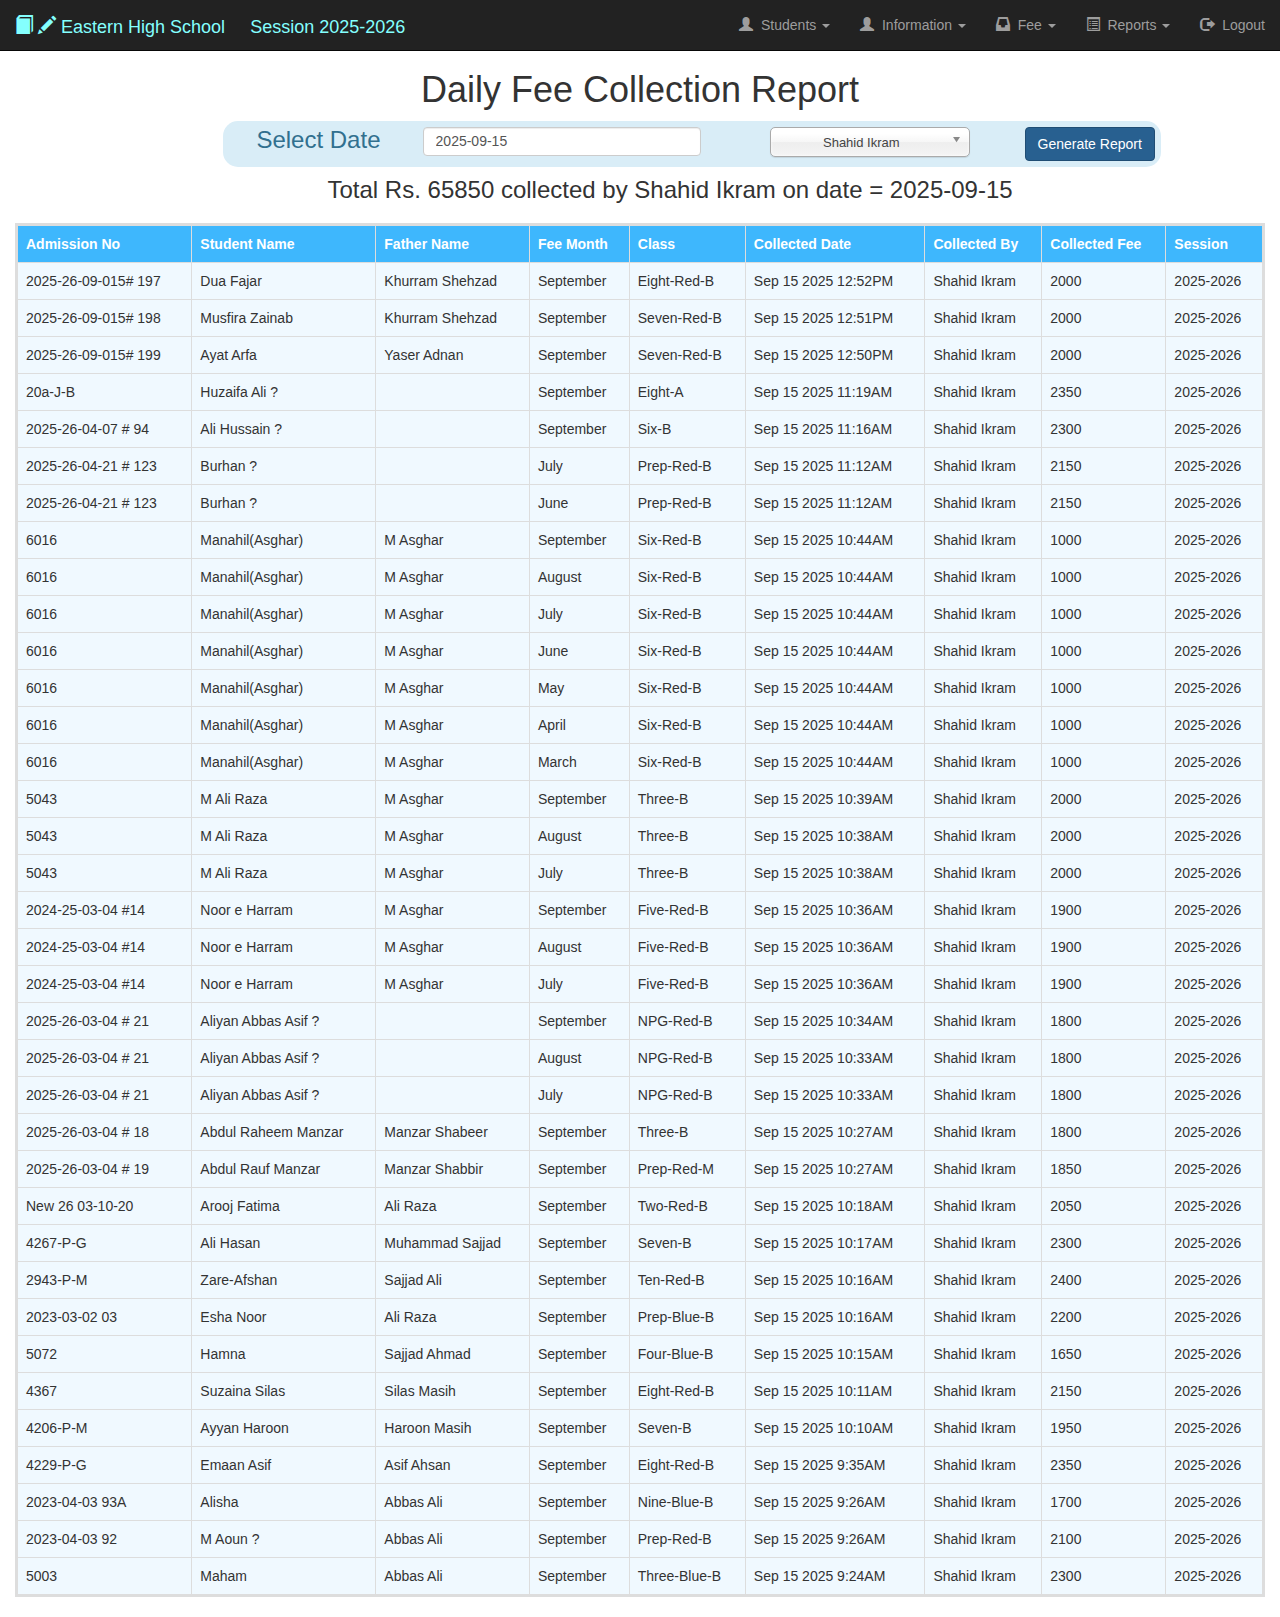 Eastern High School Session 2025-2026 Students Information Fee Reports Logout
Daily Fee Collection Report
Select Date 2025-09-15 Shahid Ikram Generate Report
Total Rs. 65850 collected by Shahid Ikram on date = 2025-09-15
Admission No Student Name Father Name Fee Month Class Collected Date Collected By Collected Fee Session
2025-26-09-015# 197 Dua Fajar Khurram Shehzad September Eight-Red-B Sep 15 2025 12:52PM Shahid Ikram 2000 2025-2026
2025-26-09-015# 198 Musfira Zainab Khurram Shehzad September Seven-Red-B Sep 15 2025 12:51PM Shahid Ikram 2000 2025-2026
2025-26-09-015# 199 Ayat Arfa Yaser Adnan September Seven-Red-B Sep 15 2025 12:50PM Shahid Ikram 2000 2025-2026
20a-J-B Huzaifa Ali ? September Eight-A Sep 15 2025 11:19AM Shahid Ikram 2350 2025-2026
2025-26-04-07 # 94 Ali Hussain ? September Six-B Sep 15 2025 11:16AM Shahid Ikram 2300 2025-2026
2025-26-04-21 # 123 Burhan ? July Prep-Red-B Sep 15 2025 11:12AM Shahid Ikram 2150 2025-2026
2025-26-04-21 # 123 Burhan ? June Prep-Red-B Sep 15 2025 11:12AM Shahid Ikram 2150 2025-2026
6016 Manahil(Asghar) M Asghar September Six-Red-B Sep 15 2025 10:44AM Shahid Ikram 1000 2025-2026
6016 Manahil(Asghar) M Asghar August Six-Red-B Sep 15 2025 10:44AM Shahid Ikram 1000 2025-2026
6016 Manahil(Asghar) M Asghar July Six-Red-B Sep 15 2025 10:44AM Shahid Ikram 1000 2025-2026
6016 Manahil(Asghar) M Asghar June Six-Red-B Sep 15 2025 10:44AM Shahid Ikram 1000 2025-2026
6016 Manahil(Asghar) M Asghar May Six-Red-B Sep 15 2025 10:44AM Shahid Ikram 1000 2025-2026
6016 Manahil(Asghar) M Asghar April Six-Red-B Sep 15 2025 10:44AM Shahid Ikram 1000 2025-2026
6016 Manahil(Asghar) M Asghar March Six-Red-B Sep 15 2025 10:44AM Shahid Ikram 1000 2025-2026
5043 M Ali Raza M Asghar September Three-B Sep 15 2025 10:39AM Shahid Ikram 2000 2025-2026
5043 M Ali Raza M Asghar August Three-B Sep 15 2025 10:38AM Shahid Ikram 2000 2025-2026
5043 M Ali Raza M Asghar July Three-B Sep 15 2025 10:38AM Shahid Ikram 2000 2025-2026
2024-25-03-04 #14 Noor e Harram M Asghar September Five-Red-B Sep 15 2025 10:36AM Shahid Ikram 1900 2025-2026
2024-25-03-04 #14 Noor e Harram M Asghar August Five-Red-B Sep 15 2025 10:36AM Shahid Ikram 1900 2025-2026
2024-25-03-04 #14 Noor e Harram M Asghar July Five-Red-B Sep 15 2025 10:36AM Shahid Ikram 1900 2025-2026
2025-26-03-04 # 21 Aliyan Abbas Asif ? September NPG-Red-B Sep 15 2025 10:34AM Shahid Ikram 1800 2025-2026
2025-26-03-04 # 21 Aliyan Abbas Asif ? August NPG-Red-B Sep 15 2025 10:33AM Shahid Ikram 1800 2025-2026
2025-26-03-04 # 21 Aliyan Abbas Asif ? July NPG-Red-B Sep 15 2025 10:33AM Shahid Ikram 1800 2025-2026
2025-26-03-04 # 18 Abdul Raheem Manzar Manzar Shabeer September Three-B Sep 15 2025 10:27AM Shahid Ikram 1800 2025-2026
2025-26-03-04 # 19 Abdul Rauf Manzar Manzar Shabbir September Prep-Red-M Sep 15 2025 10:27AM Shahid Ikram 1850 2025-2026
New 26 03-10-20 Arooj Fatima Ali Raza September Two-Red-B Sep 15 2025 10:18AM Shahid Ikram 2050 2025-2026
4267-P-G Ali Hasan Muhammad Sajjad September Seven-B Sep 15 2025 10:17AM Shahid Ikram 2300 2025-2026
2943-P-M Zare-Afshan Sajjad Ali September Ten-Red-B Sep 15 2025 10:16AM Shahid Ikram 2400 2025-2026
2023-03-02 03 Esha Noor Ali Raza September Prep-Blue-B Sep 15 2025 10:16AM Shahid Ikram 2200 2025-2026
5072 Hamna Sajjad Ahmad September Four-Blue-B Sep 15 2025 10:15AM Shahid Ikram 1650 2025-2026
4367 Suzaina Silas Silas Masih September Eight-Red-B Sep 15 2025 10:11AM Shahid Ikram 2150 2025-2026
4206-P-M Ayyan Haroon Haroon Masih September Seven-B Sep 15 2025 10:10AM Shahid Ikram 1950 2025-2026
4229-P-G Emaan Asif Asif Ahsan September Eight-Red-B Sep 15 2025 9:35AM Shahid Ikram 2350 2025-2026
2023-04-03 93A Alisha Abbas Ali September Nine-Blue-B Sep 15 2025 9:26AM Shahid Ikram 1700 2025-2026
2023-04-03 92 M Aoun ? Abbas Ali September Prep-Red-B Sep 15 2025 9:26AM Shahid Ikram 2100 2025-2026
5003 Maham Abbas Ali September Three-Blue-B Sep 15 2025 9:24AM Shahid Ikram 2300 2025-2026